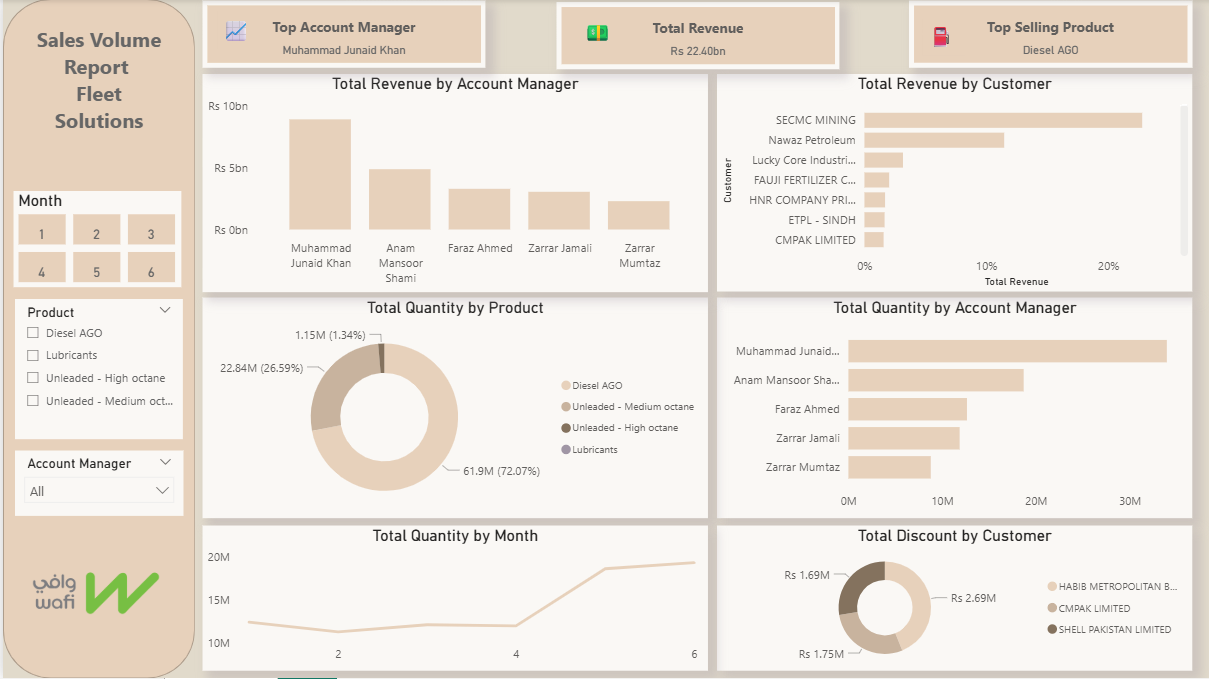 Sales Volume
Report
Fleet
Solutions
Month
1 2 3
4 5 6
Product
Diesel AGO
Lubricants
Unleaded - High octane
Unleaded - Medium oct...
Account Manager
All
وافي
wafi
Top Account Manager
Muhammad Junaid Khan
Total Revenue
Rs 22.40bn
Top Selling Product
Diesel AGO
Total Revenue by Account Manager
Rs 10bn
Rs 5bn
Rs 0bn
Muhammad
Junaid Khan
Anam
Mansoor
Shami
Faraz Ahmed
Zarrar Jamali
Zarrar
Mumtaz
Total Revenue by Customer
Customer
SECMC MINING
Nawaz Petroleum
Lucky Core Industri...
FAUJI FERTILIZER C...
HNR COMPANY PRI...
ETPL - SINDH
CMPAK LIMITED
0% 10% 20%
Total Revenue
Total Quantity by Product
1.15M (1.34%)
22.84M (26.59%)
61.9M (72.07%)
Diesel AGO
Unleaded - Medium octane
Unleaded - High octane
Lubricants
Total Quantity by Account Manager
Muhammad Junaid...
Anam Mansoor Sha...
Faraz Ahmed
Zarrar Jamali
Zarrar Mumtaz
0M 10M 20M 30M
Total Quantity by Month
20M
15M
10M
2 4 6
Total Discount by Customer
Rs 1.69M
Rs 2.69M
Rs 1.75M
HABIB METROPOLITAN B...
CMPAK LIMITED
SHELL PAKISTAN LIMITED